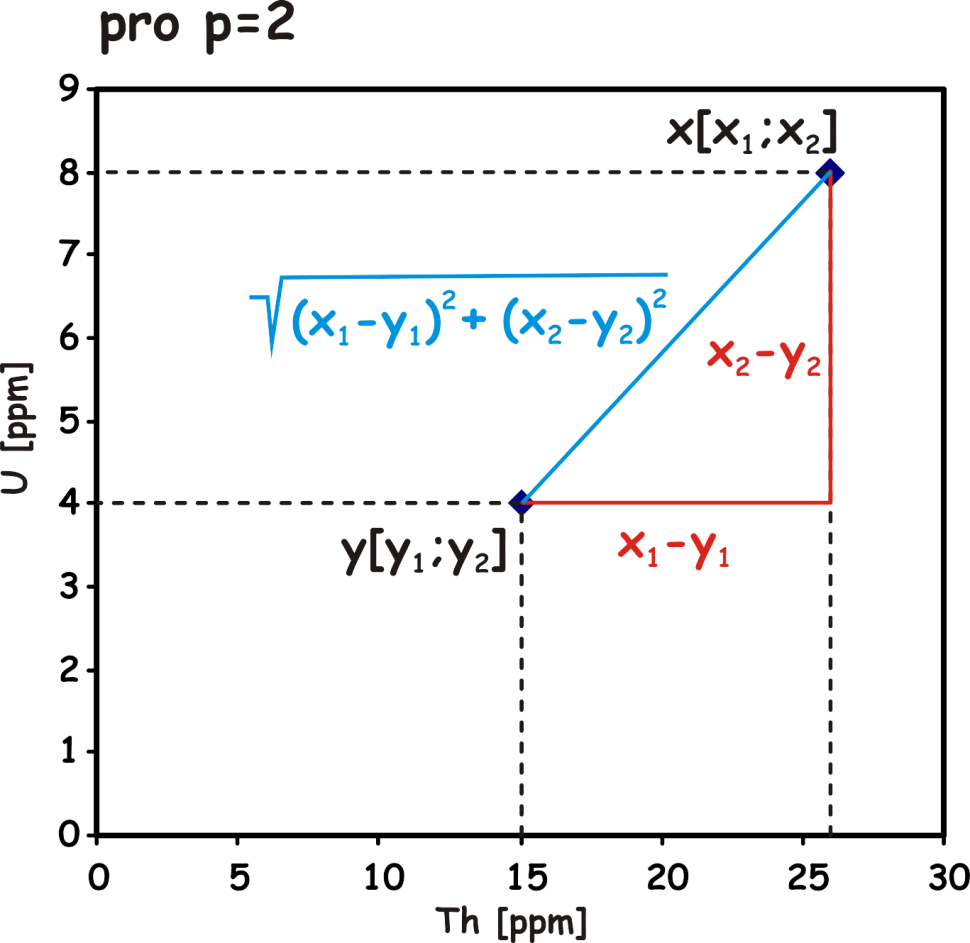 pro p=2
9
x[x₁;x₂]
8
7
√(x₁-y₁)²+(x₂-y₂)²
6
x₂-y₂
5
U [ppm]
4
y[y₁;y₂]
x₁-y₁
3
2
1
0
0 5 10 15 20 25 30
Th [ppm]